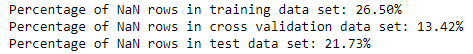 Percentage of NaN rows in training data set: 26.50%
Percentage of NaN rows in cross validation data set: 13.42%
Percentage of NaN rows in test data set: 21.73%